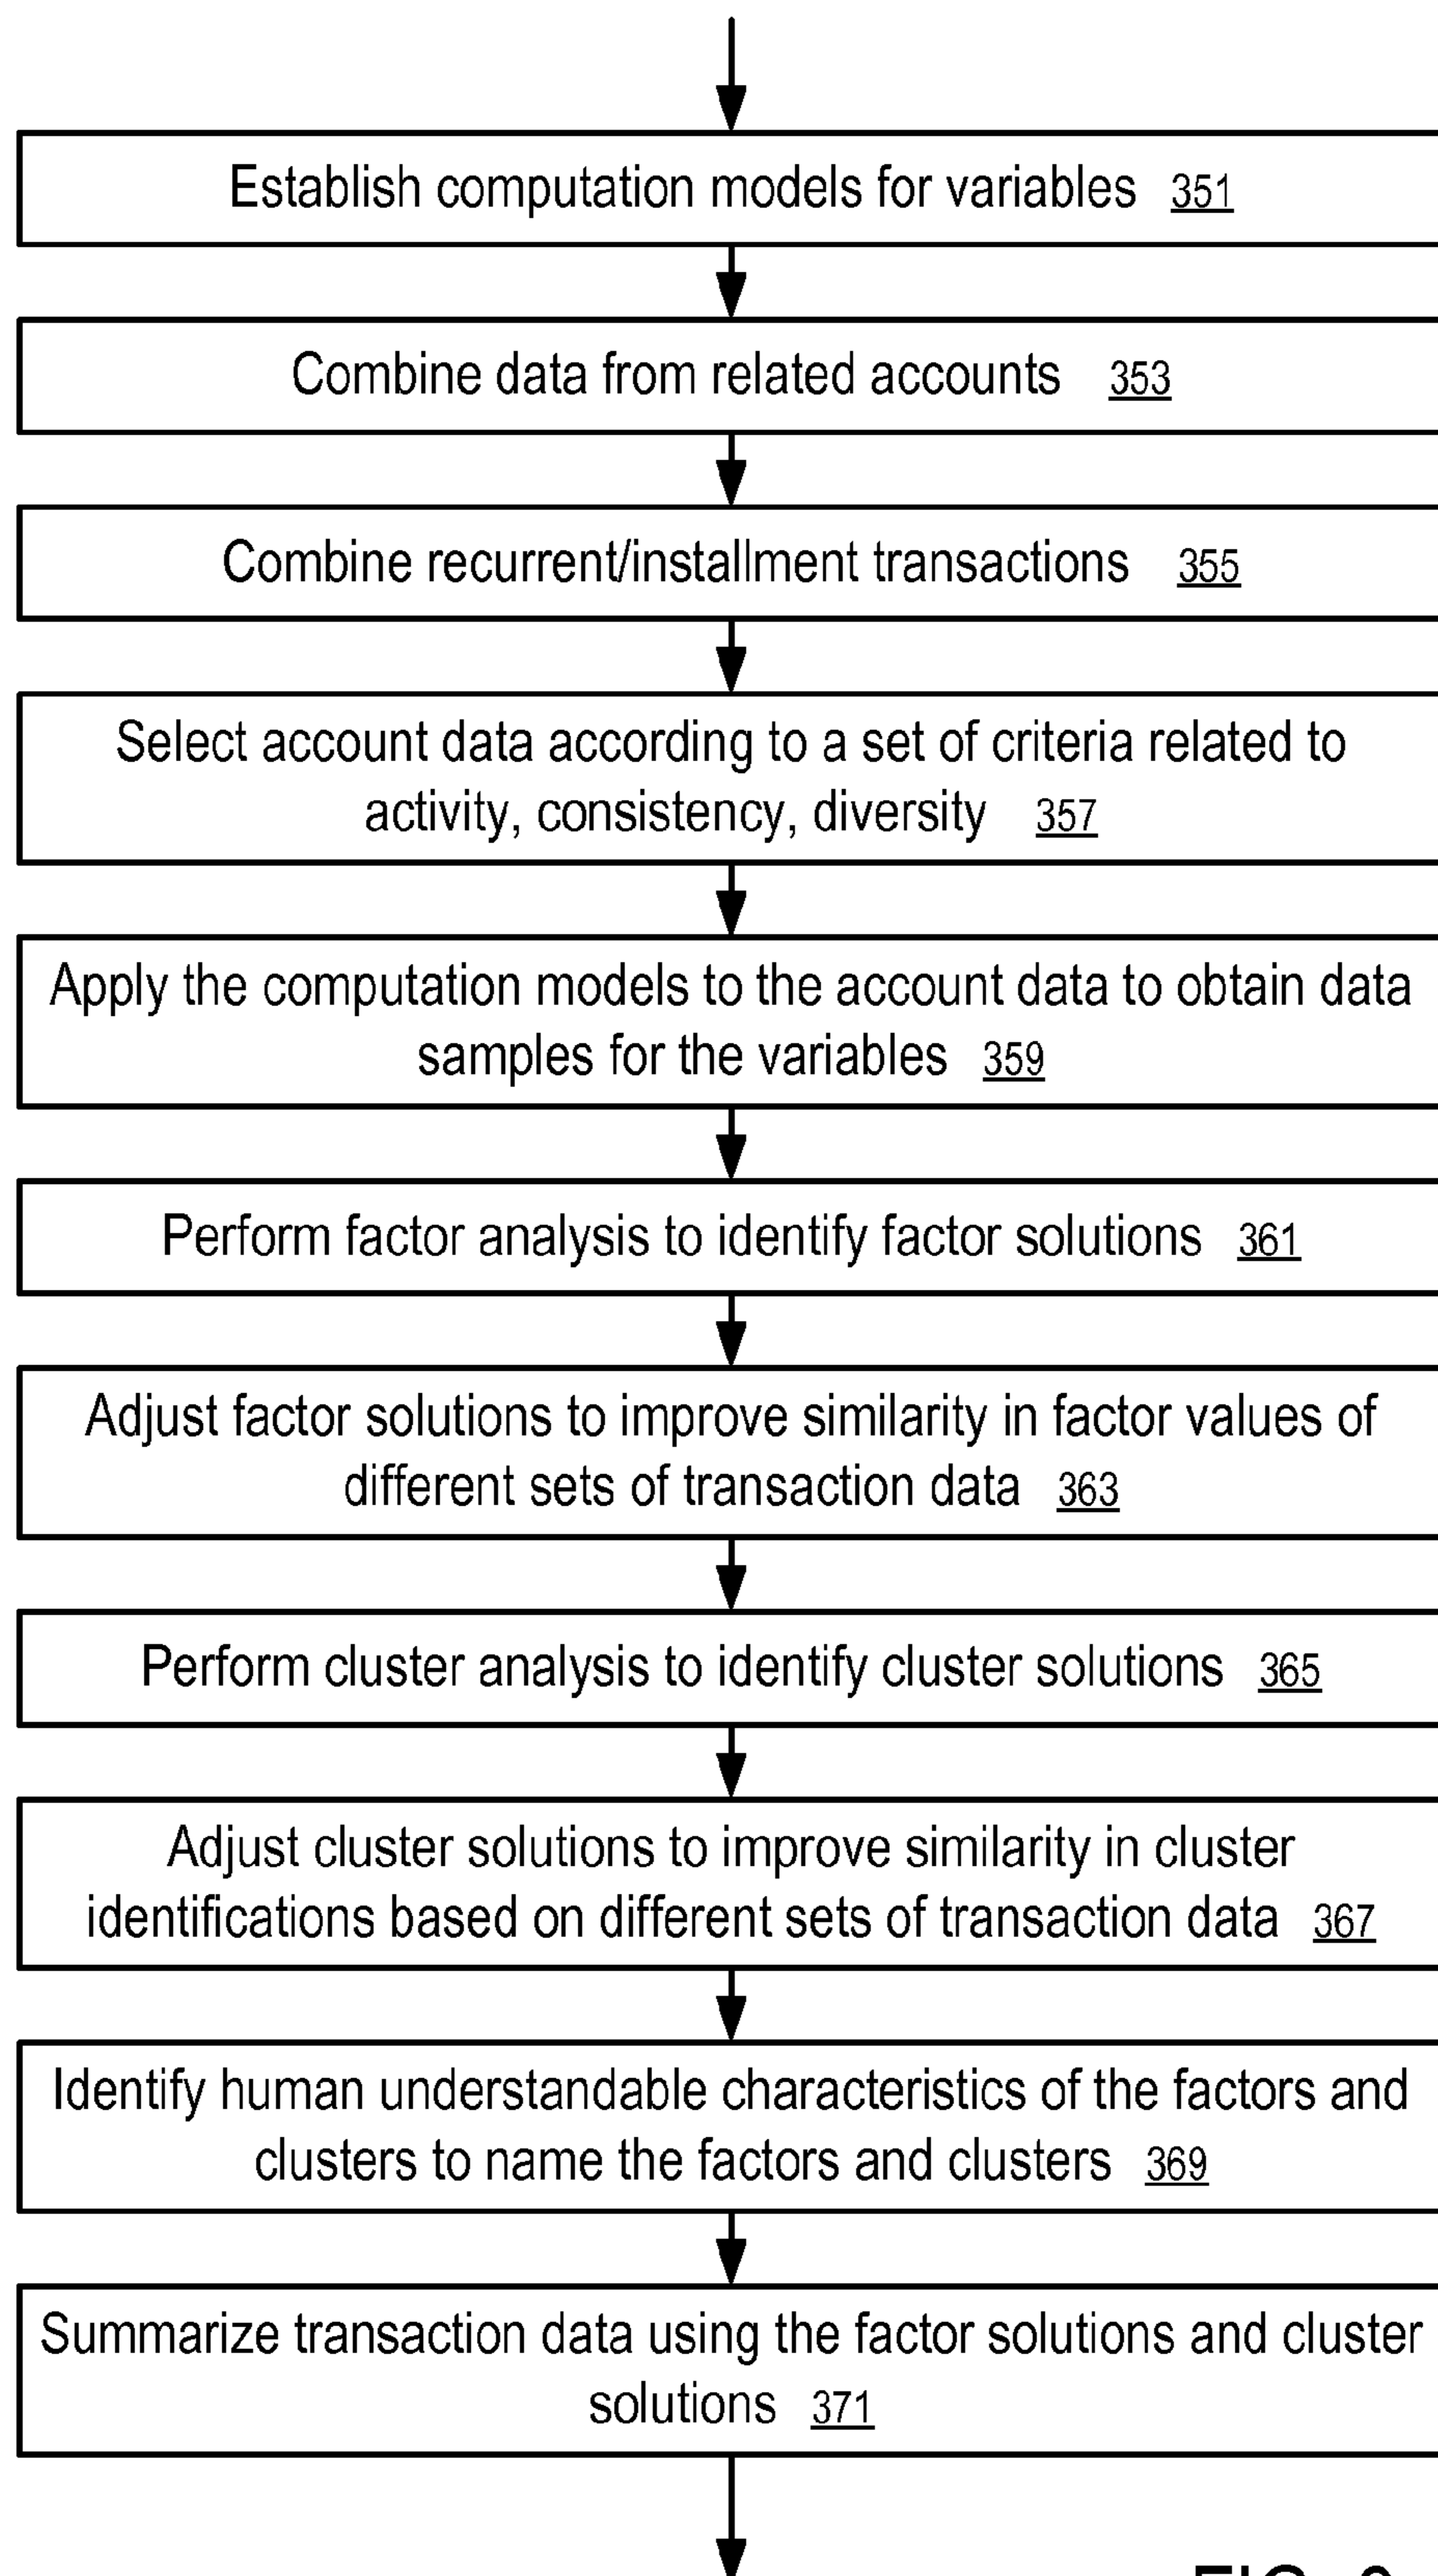 Establish computation models for variables 351
Combine data from related accounts 353
Combine recurrent/installment transactions 355
Select account data according to a set of criteria related to
activity, consistency, diversity 357
Apply the computation models to the account data to obtain data
samples for the variables 359
Perform factor analysis to identify factor solutions 361
Adjust factor solutions to improve similarity in factor values of
different sets of transaction data 363
Perform cluster analysis to identify cluster solutions 365
Adjust cluster solutions to improve similarity in cluster
identifications based on different sets of transaction data 367
Identify human understandable characteristics of the factors and
clusters to name the factors and clusters 369
Summarize transaction data using the factor solutions and cluster
solutions 371